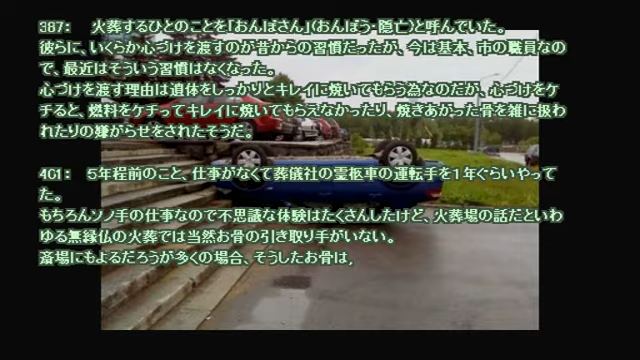 387:　火葬するひとのことを「おんぼさん」(おんぼう・隠亡)と呼んでいた。
彼らに、いくらか心づけを渡すのが昔からの習慣だったが、今は基本、市の職員なの
で、最近はそういう習慣はなくなった。
心づけを渡す理由は遺体をしっかりとキレイに焼いてもらう為なのだが、心づけをケ
チると、燃料をケチってキレイに焼いてもらえなかったり、焼きあがった骨を雑に扱わ
れたりの嫌がらせをされたそうだ。
461:　５年程前のこと、仕事がなくて葬儀社の霊柩車の運転手を１年ぐらいやって
た。
もちろんソノ手の仕事なので不思議な体験はたくさんしたけど、火葬場の話だといわ
ゆる無縁仏の火葬では当然お骨の引き取り手がいない。
斎場にもよるだろうが多くの場合、そうしたお骨は,